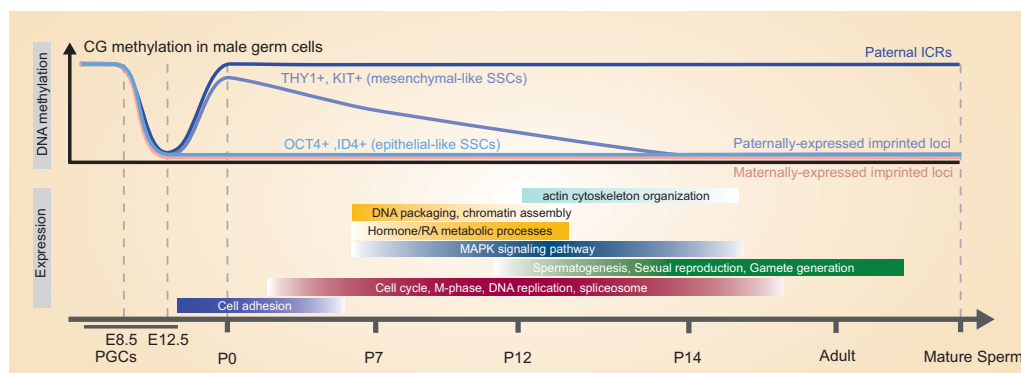 CG methylation in male germ cells
DNA methylation
Paternal ICRs
THY1+, KIT+ (mesenchymal-like SSCs)
OCT4+ ,ID4+ (epithelial-like SSCs)
Paternally-expressed imprinted loci
Maternally-expressed imprinted loci
Expression
actin cytoskeleton organization
DNA packaging, chromatin assembly
Hormone/RA metabolic processes
MAPK signaling pathway
Spermatogenesis, Sexual reproduction, Gamete generation
Cell cycle, M-phase, DNA replication, spliceosome
Cell adhesion
E8.5 E12.5
PGCs P0 P7 P12 P14 Adult Mature Sperm